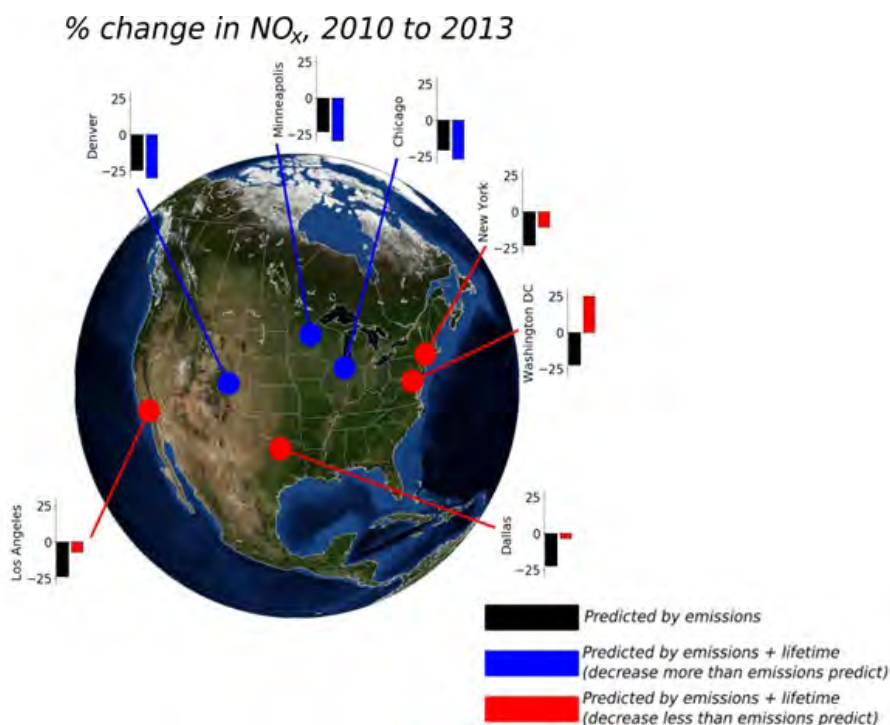 % change in NOx, 2010 to 2013
Denver
25
0
−25
Minneapolis
25
0
−25
Chicago
25
0
−25
New York
25
0
−25
Washington DC
25
0
−25
Los Angeles
25
0
−25
Dallas
25
0
−25
Predicted by emissions
Predicted by emissions + lifetime
(decrease more than emissions predict)
Predicted by emissions + lifetime
(decrease less than emissions predict)